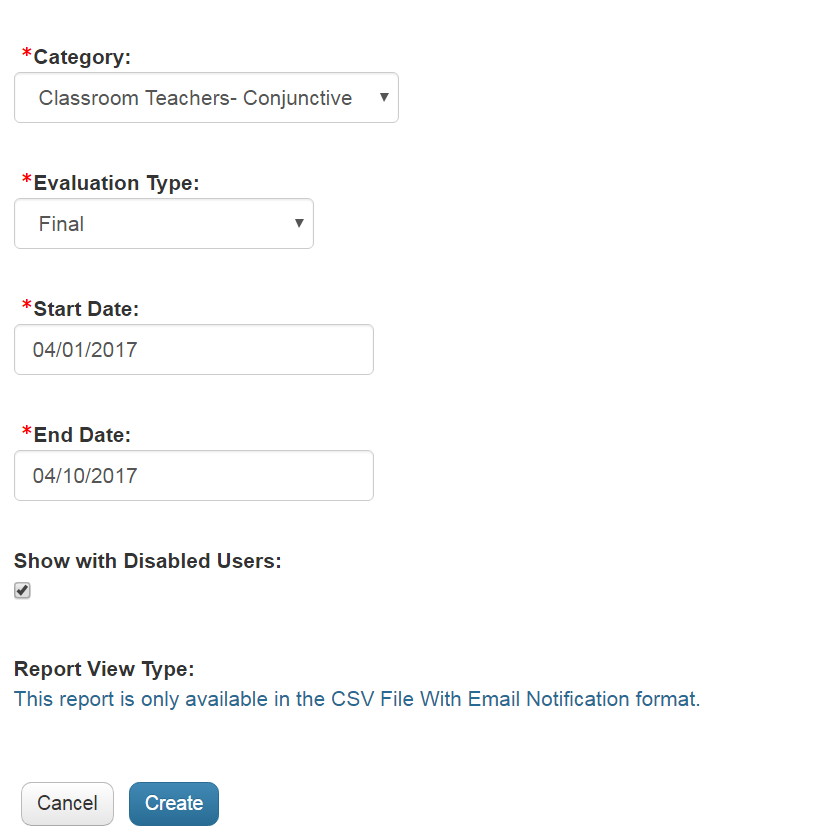 *Category:
Classroom Teachers- Conjunctive
*Evaluation Type:
Final
*Start Date:
04/01/2017
*End Date:
04/10/2017
Show with Disabled Users:
Report View Type:
This report is only available in the CSV File With Email Notification format.
Cancel Create